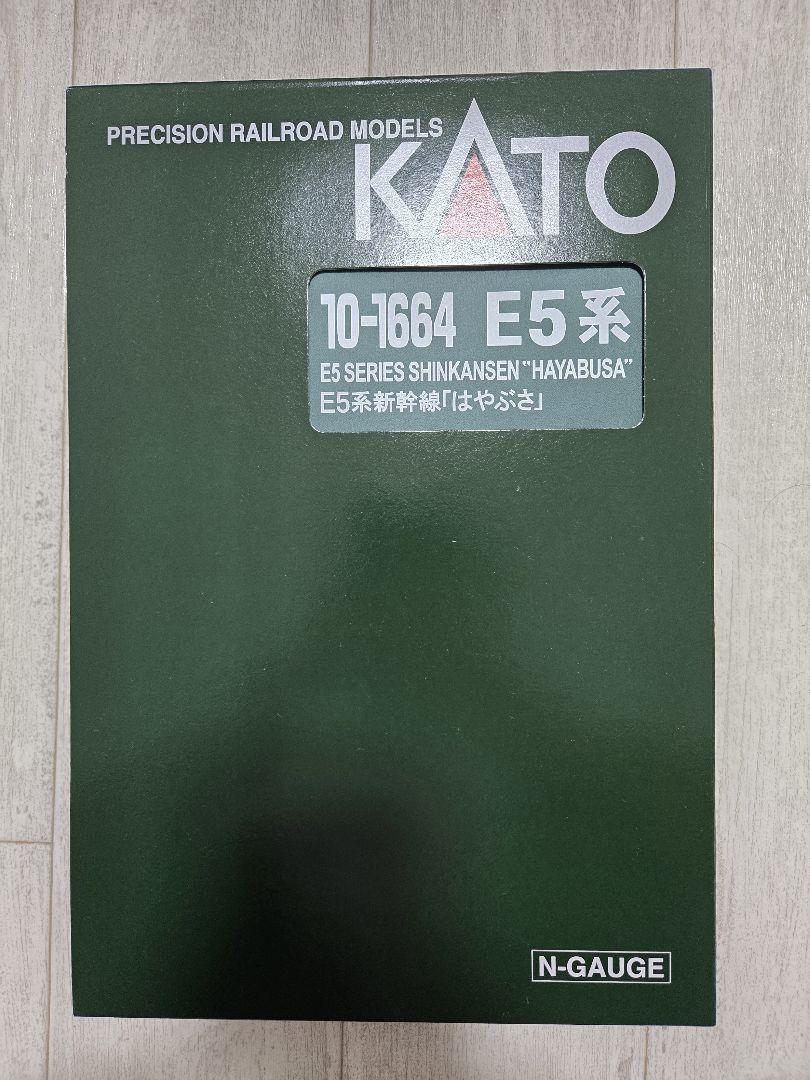 PRECISION RAILROAD MODELS
KATO
10-1664 E5系
E5 SERIES SHINKANSEN "HAYABUSA"
E5系新幹線「はやぶさ」
N-GAUGE